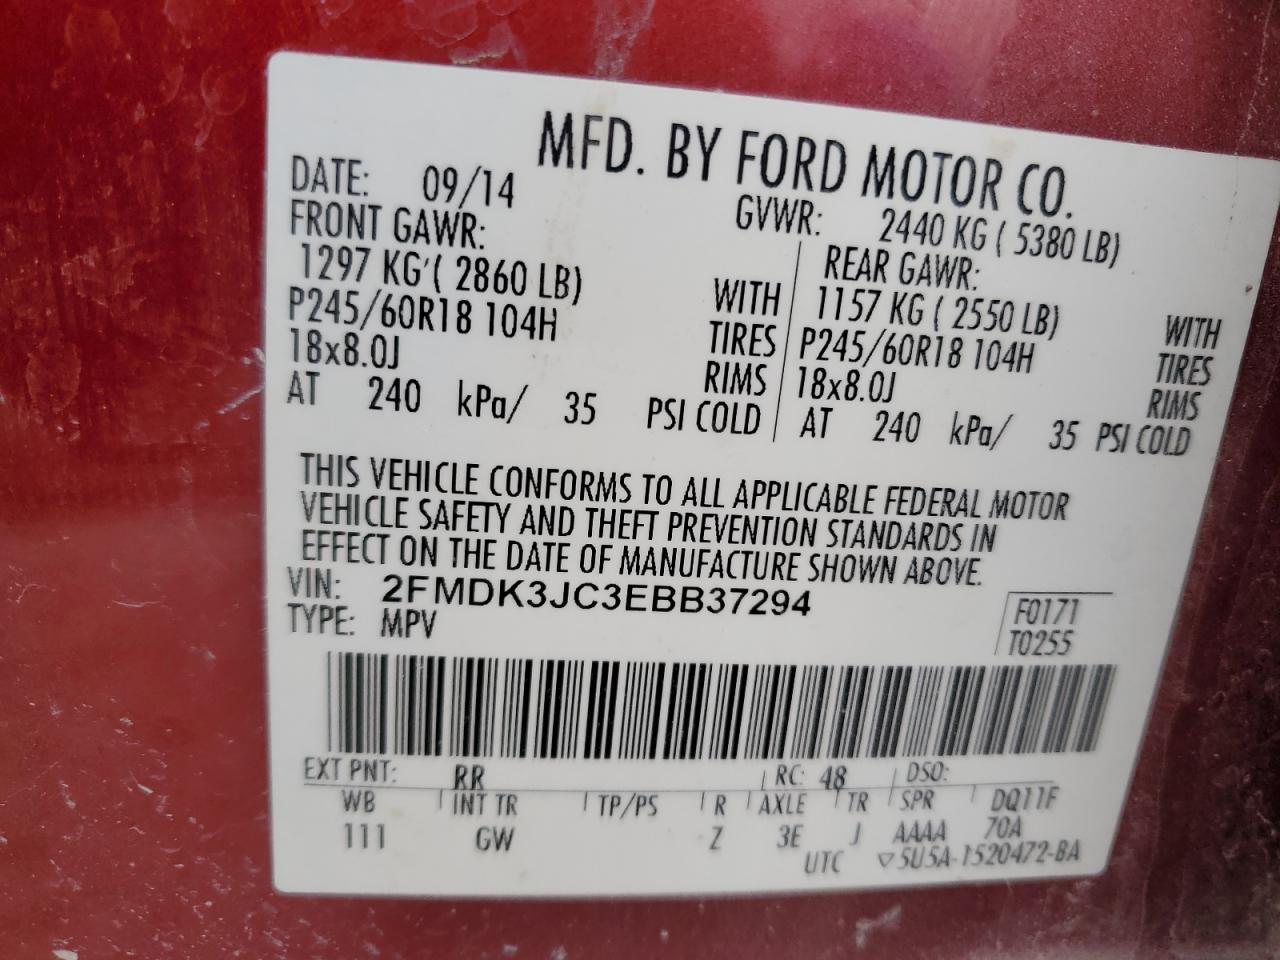 MFD. BY FORD MOTOR CO.
DATE: 09/14 GVWR: 2440 KG ( 5380 LB)
FRONT GAWR: REAR GAWR:
1297 KG ( 2860 LB) WITH 1157 KG ( 2550 LB) WITH
P245/60R18 104H TIRES P245/60R18 104H TIRES
18x8.0J RIMS 18x8.0J RIMS
AT 240 kPa/ 35 PSI COLD AT 240 kPa/ 35 PSI COLD
THIS VEHICLE CONFORMS TO ALL APPLICABLE FEDERAL MOTOR
VEHICLE SAFETY AND THEFT PREVENTION STANDARDS IN
EFFECT ON THE DATE OF MANUFACTURE SHOWN ABOVE.
VIN: 2FMDK3JC3EBB37294 F0171
TYPE: MPV T0255
EXT PNT: RR RC: 48 DSO:
WB INT TR TP/PS R AXLE TR SPR DQ11F
111 GW Z 3E J AAAA 70A
UTC ▽5U5A-1520472-BA